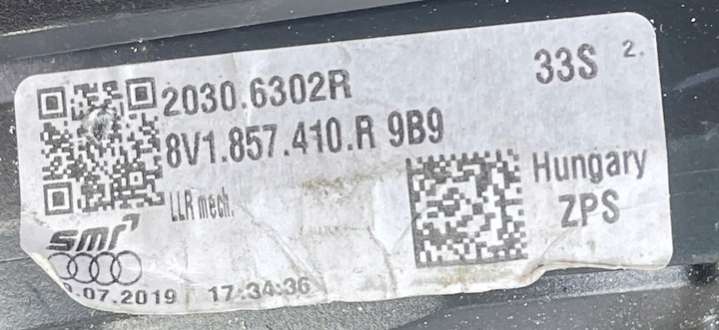 2030.6302R
33S 2.
8V1.857.410.R 9B9
LLR mech.
Hungary
ZPS
smr
.07.2019 17:34:36